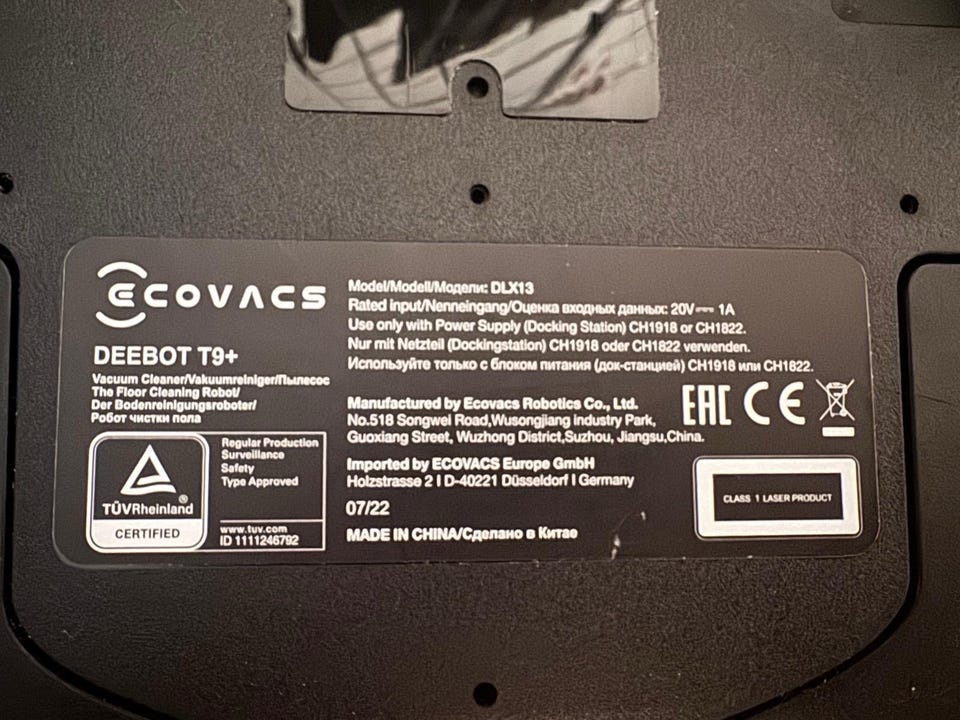 ECOVACS
DEEBOT T9+
Vacuum Cleaner/Vakuumreiniger/Пылесос
The Floor Cleaning Robot/
Der Bodenreinigungsroboter/
Робот чистки пола
TÜVRheinland®
CERTIFIED
Regular Production
Surveillance
Safety
Type Approved
www.tuv.com
ID 1111246792
Model/Modell/Модели: DLX13
Rated input/Nenneingang/Оценка входных данных: 20V⎓ 1A
Use only with Power Supply (Docking Station) CH1918 or CH1822.
Nur mit Netzteil (Dockingstation) CH1918 oder CH1822 verwenden.
Используйте только с блоком питания (док-станцией) CH1918 или CH1822.
Manufactured by Ecovacs Robotics Co., Ltd.
No.518 Songwei Road,Wusongjiang industry Park,
Guoxiang Street, Wuzhong District,Suzhou, Jiangsu,China.
Imported by ECOVACS Europe GmbH
Holzstrasse 2 I D-40221 Düsseldorf I Germany
07/22
MADE IN CHINA/Сделано в Китае
EAC CE
CLASS 1 LASER PRODUCT